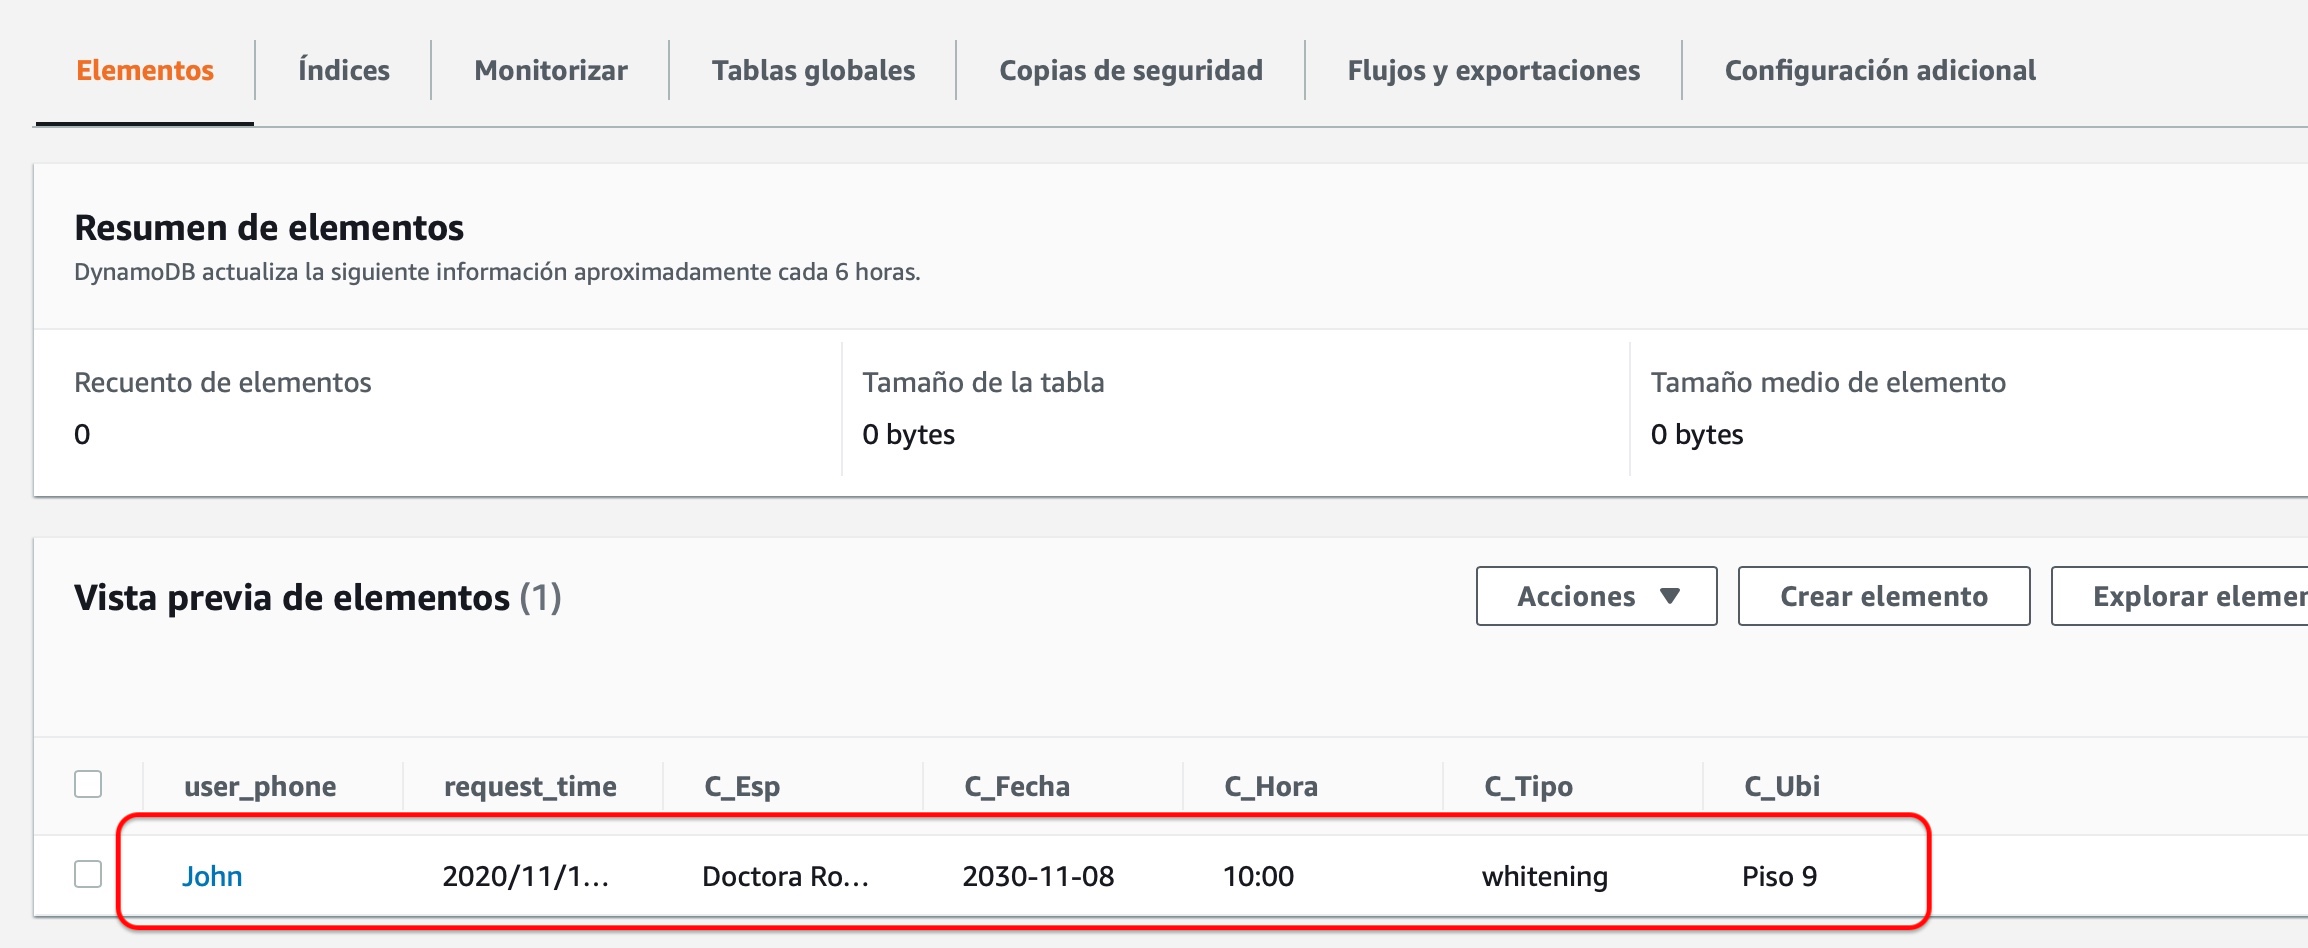 Elementos Índices Monitorizar Tablas globales Copias de seguridad Flujos y exportaciones Configuración adicional
Resumen de elementos
DynamoDB actualiza la siguiente información aproximadamente cada 6 horas.
Recuento de elementos Tamaño de la tabla Tamaño medio de elemento
0 0 bytes 0 bytes
Vista previa de elementos (1) Acciones Crear elemento Explorar elemen
user_phone request_time C_Esp C_Fecha C_Hora C_Tipo C_Ubi
John 2020/11/1... Doctora Ro... 2030-11-08 10:00 whitening Piso 9